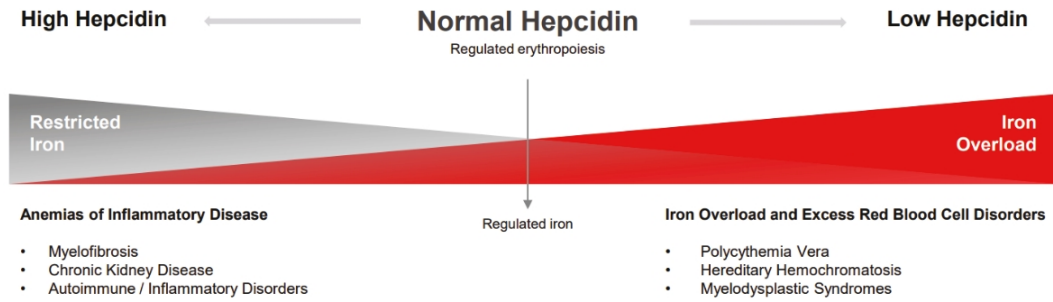 High Hepcidin
Normal Hepcidin
Low Hepcidin
Regulated erythropoiesis
Restricted
Iron
Iron
Overload
Regulated iron
Anemias of Inflammatory Disease
• Myelofibrosis
• Chronic Kidney Disease
• Autoimmune / Inflammatory Disorders
Iron Overload and Excess Red Blood Cell Disorders
• Polycythemia Vera
• Hereditary Hemochromatosis
• Myelodysplastic Syndromes